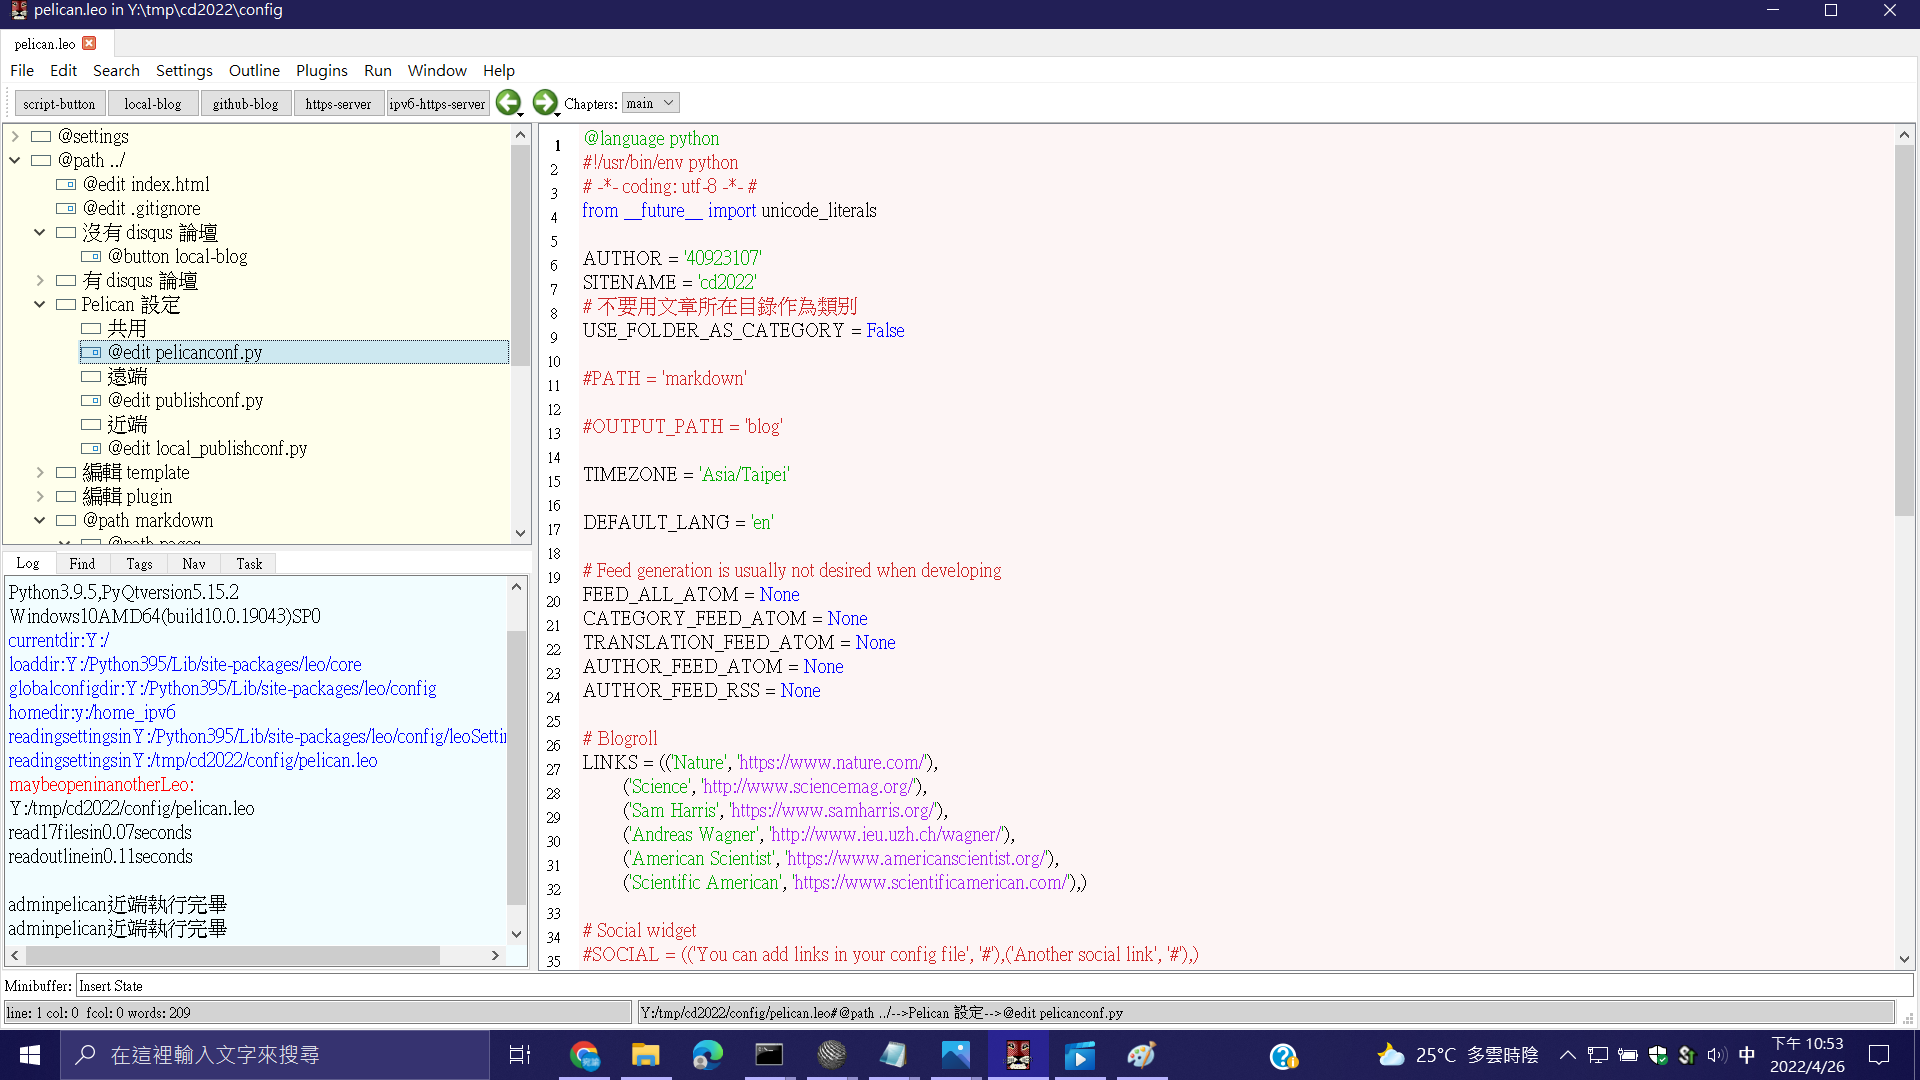 pelican.leo in Y:\tmp\cd2022\config
pelican.leo
File Edit Search Settings Outline Plugins Run Window Help
script-button local-blog github-blog https-server ipv6-https-server Chapters: main
@settings
@path ../
@edit index.html
@edit .gitignore
沒有 disqus 論壇
@button local-blog
有 disqus 論壇
Pelican 設定
共用
@edit pelicanconf.py
遠端
@edit publishconf.py
近端
@edit local_publishconf.py
編輯 template
編輯 plugin
@path markdown
@path pages
Log Find Tags Nav Task
Python3.9.5,PyQtversion5.15.2
Windows10AMD64(build10.0.19043)SP0
currentdir:Y:/
loaddir:Y:/Python395/Lib/site-packages/leo/core
globalconfigdir:Y:/Python395/Lib/site-packages/leo/config
homedir:y:/home_ipv6
readingsettingsinY:/Python395/Lib/site-packages/leo/config/leoSettin
readingsettingsinY:/tmp/cd2022/config/pelican.leo
maybeopeninanotherLeo:
Y:/tmp/cd2022/config/pelican.leo
read17filesin0.07seconds
readoutlinein0.11seconds
adminpelican近端執行完畢
adminpelican近端執行完畢
1 @language python
2 #!/usr/bin/env python
3 # -*- coding: utf-8 -*- #
4 from __future__ import unicode_literals
5
6 AUTHOR = '40923107'
7 SITENAME = 'cd2022'
8 # 不要用文章所在目錄作為類別
9 USE_FOLDER_AS_CATEGORY = False
10
11 #PATH = 'markdown'
12
13 #OUTPUT_PATH = 'blog'
14
15 TIMEZONE = 'Asia/Taipei'
16
17 DEFAULT_LANG = 'en'
18
19 # Feed generation is usually not desired when developing
20 FEED_ALL_ATOM = None
21 CATEGORY_FEED_ATOM = None
22 TRANSLATION_FEED_ATOM = None
23 AUTHOR_FEED_ATOM = None
24 AUTHOR_FEED_RSS = None
25
26 # Blogroll
27 LINKS = (('Nature', 'https://www.nature.com/'),
28 ('Science', 'http://www.sciencemag.org/'),
29 ('Sam Harris', 'https://www.samharris.org/'),
30 ('Andreas Wagner', 'http://www.ieu.uzh.ch/wagner/'),
31 ('American Scientist', 'https://www.americanscientist.org/'),
32 ('Scientific American', 'https://www.scientificamerican.com/'),)
33
34 # Social widget
35 #SOCIAL = (('You can add links in your config file', '#'),('Another social link', '#'),)
Minibuffer: Insert State
line: 1 col: 0 fcol: 0 words: 209
Y:/tmp/cd2022/config/pelican.leo#@path ../-->Pelican 設定-->@edit pelicanconf.py
在這裡輸入文字來搜尋
25°C 多雲時陰
中
下午 10:53
2022/4/26